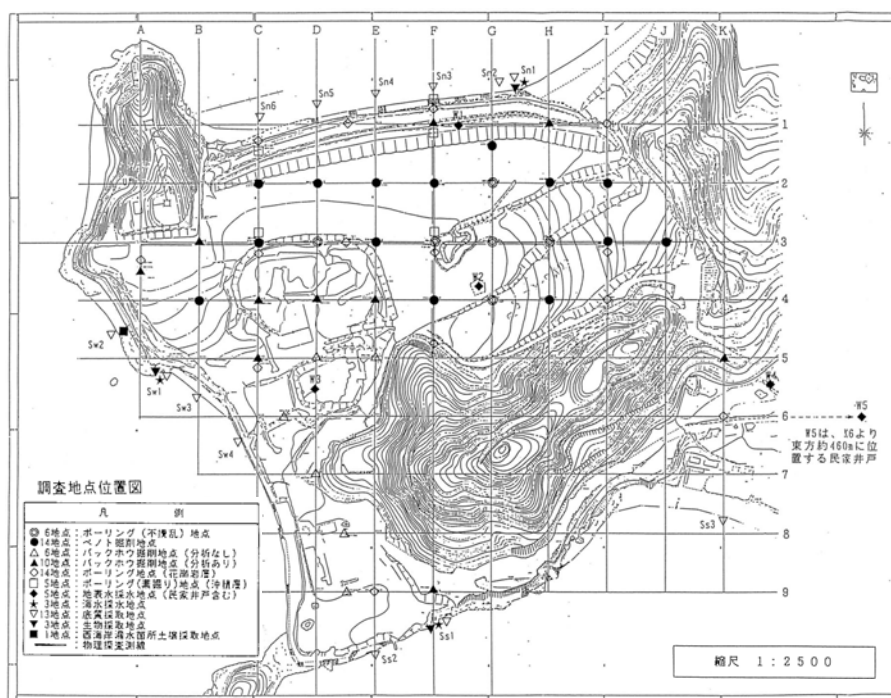 A B C D E F G H I J K
Sn6
Sn5
Sn4
Sn3
Sn2
Sn1
W1
1
2
3
W2
4
Sw2
5
Sw1
W3
W4
Sw3
6
W5
W5は、K6より
東方約460mに位
置する民家井戸
Sw4
7
調査地点位置図
Ss3
凡 例
8
◎ 6地点:ボーリング(不攪乱)地点
●14地点:ベノト掘削地点
△ 6地点:バックホウ掘削地点(分析なし)
▲10地点:バックホウ掘削地点(分析あり)
◇14地点:ボーリング地点(花崗岩層)
□ 5地点:ボーリング(素掘り)地点(沖積層)
◆ 5地点:地表水採水地点(民家井戸含む)
★ 3地点:海水採水地点
▽13地点:底質採取地点
▼ 3地点:生物採取地点
■ 1地点:西海岸漏水箇所土壌採取地点
物理探査測線
9
Ss1
Ss2
縮尺 1:2500